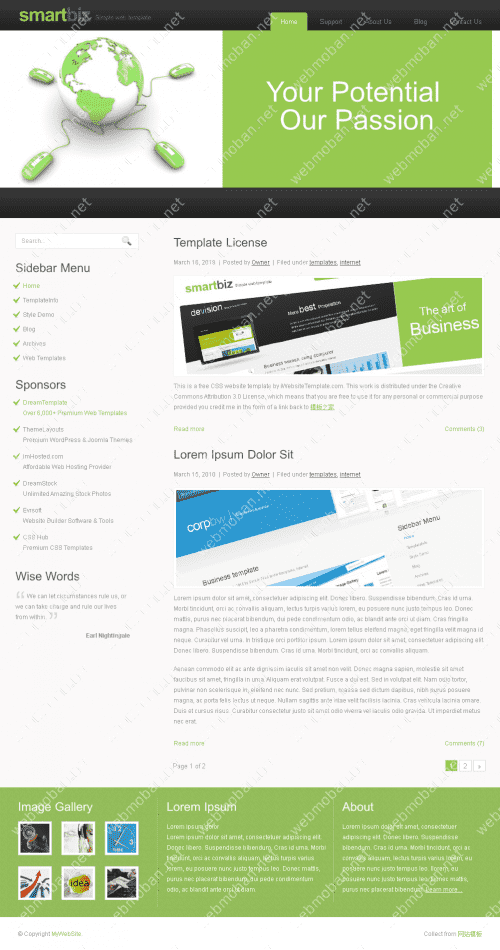 smartbiz Simple web template
Home Support About Us Blog Contact Us
Your Potential
Our Passion
Search...
Sidebar Menu
Home
TemplateInfo
Style Demo
Blog
Archives
Web Templates
Sponsors
DreamTemplate
Over 6,000+ Premium Web Templates
ThemeLayouts
Premium WordPress & Joomla Themes
ImHosted.com
Affordable Web Hosting Provider
DreamStock
Unlimited Amazing Stock Photos
Evrsoft
Website Builder Software & Tools
CSS Hub
Premium CSS Templates
Wise Words
We can let circumstances rule us, or
we can take charge and rule our lives
from within.
Earl Nightingale
Template License
March 18, 2010 | Posted by Owner | Filed under templates, internet
smartbiz
devision
More best Proposition
The art of
Business
Business words, using company
This is a free CSS website template by WebsiteTemplate.com. This work is distributed under the Creative
Commons Attribution 3.0 License, which means that you are free to use it for any personal or commercial purpose
provided you credit me in the form of a link back to
Read more Comments (3)
Lorem Ipsum Dolor Sit
March 15, 2010 | Posted by Owner | Filed under templates, internet
Sidebar Menu
Business template
Lorem ipsum dolor sit amet, consectetuer adipiscing elit. Donec libero. Suspendisse bibendum. Cras id urna. Morbi
tincidunt, orci ac convallis aliquam, lectus turpis varius lorem, eu posuere nunc justo tempus leo. Donec
mattis, purus nec placerat bibendum, dui pede condimentum odio, ac blandit ante orci ut diam. Cras fringilla
magna. Phasellus suscipit, leo a pharetra condimentum, lorem tellus eleifend magna, eget fringilla velit magna id
neque. Curabitur vel urna. In tristique orci porttitor ipsum. Lorem ipsum dolor sit amet, consectetuer adipiscing
elit. Donec libero. Suspendisse bibendum. Cras id urna. Morbi tincidunt, orci ac convallis aliquam.
Aenean commodo elit ac ante dignissim iaculis sit amet non velit. Donec magna sapien, molestie sit amet
faucibus sit amet, fringilla in urna. Aliquam erat volutpat. Fusce a dui est. Sed in volutpat elit. Nam odio tortor,
pulvinar non scelerisque in, eleifend nec nunc. Sed pretium, massa sed dictum dapibus, nibh purus posuere
magna, ac porta felis lectus ut neque. Nullam sagittis ante vitae velit facilisis lacinia. Cras vehicula lacinia ornare.
Duis et cursus risus. Curabitur consectetur justo sit amet odio viverra vel iaculis odio gravida. Ut imperdiet metus
nec erat.
Read more Comments (7)
Page 1 of 2 1 2 »
Image Gallery
idea
Lorem Ipsum
Lorem ipsum dolor
Lorem ipsum dolor sit amet, consectetuer adipiscing elit.
Donec libero. Suspendisse bibendum. Cras id urna. Morbi
tincidunt, orci ac convallis aliquam, lectus turpis varius
lorem, eu posuere nunc justo tempus leo. Donec mattis,
purus nec placerat bibendum, dui pede condimentum
odio, ac blandit ante orci ut diam.
About
Lorem ipsum dolor sit amet, consectetuer
adipiscing elit. Donec libero. Suspendisse
bibendum. Cras id urna. Morbi tincidunt, orci
ac convallis aliquam, lectus turpis varius
lorem, eu posuere nunc justo tempus leo.
Donec mattis, purus nec placerat bibendum. Learn more...
© Copyright MyWebSite Collect from 网站模板
webmoban.net